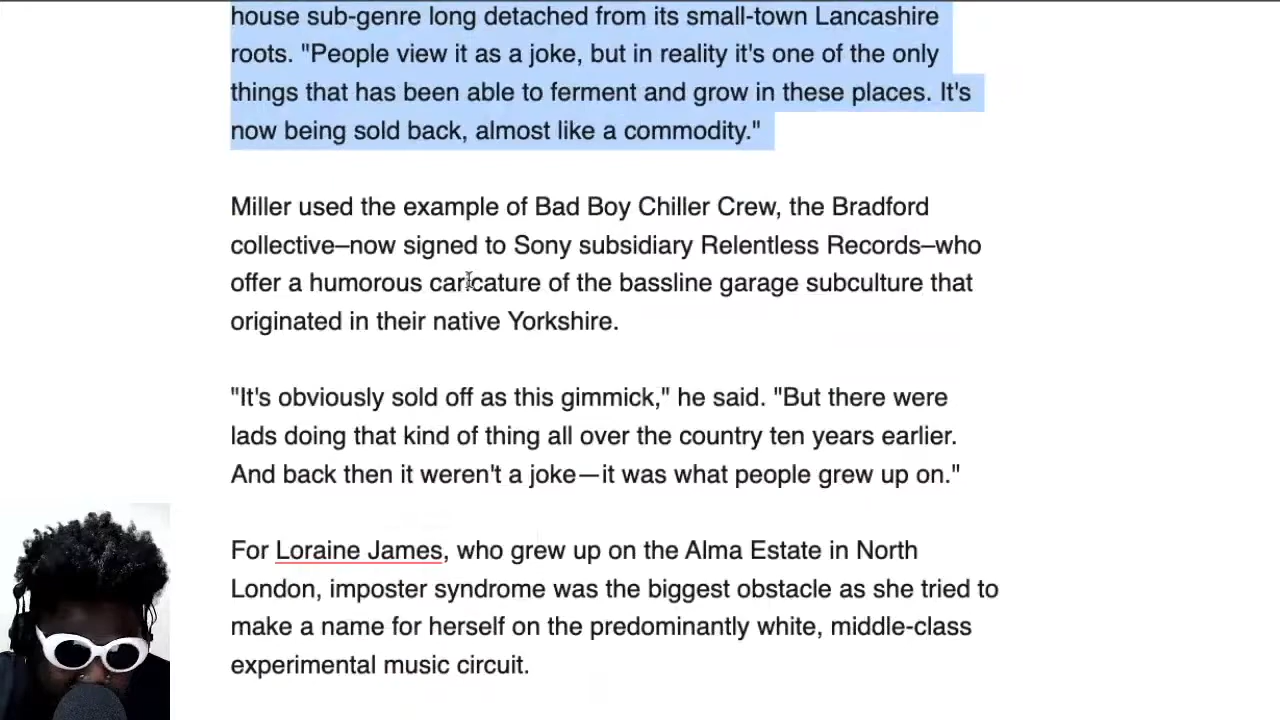 house sub-genre long detached from its small-town Lancashire
roots. "People view it as a joke, but in reality it's one of the only
things that has been able to ferment and grow in these places. It's
now being sold back, almost like a commodity."
Miller used the example of Bad Boy Chiller Crew, the Bradford
collective–now signed to Sony subsidiary Relentless Records–who
offer a humorous caricature of the bassline garage subculture that
originated in their native Yorkshire.
"It's obviously sold off as this gimmick," he said. "But there were
lads doing that kind of thing all over the country ten years earlier.
And back then it weren't a joke—it was what people grew up on."
For Loraine James, who grew up on the Alma Estate in North
London, imposter syndrome was the biggest obstacle as she tried to
make a name for herself on the predominantly white, middle-class
experimental music circuit.